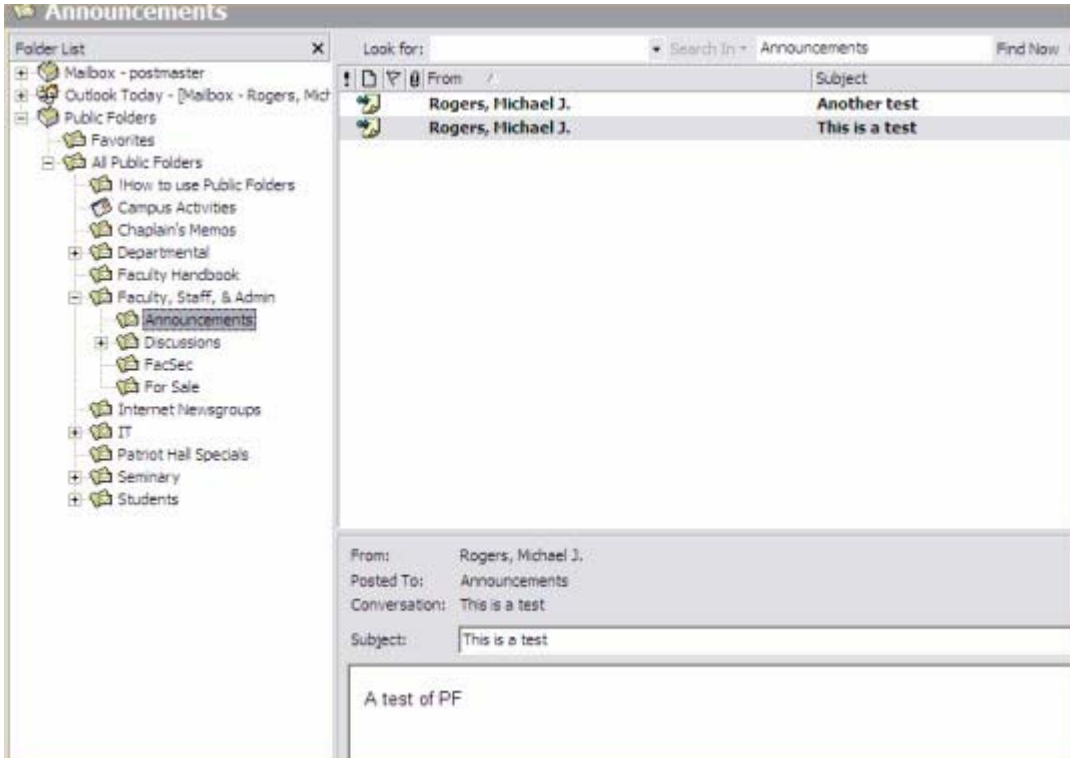 Announcements
Folder List
Mailbox - postmaster
Outlook Today - [Mailbox - Rogers, Mich
Public Folders
Favorites
All Public Folders
!How to use Public Folders
Campus Activities
Chaplain's Memos
Departmental
Faculty Handbook
Faculty, Staff, & Admin
Announcements
Discussions
FacSec
For Sale
Internet Newsgroups
IT
Patriot Hall Specials
Seminary
Students
Look for: Search In Announcements Find Now
! From / Subject
Rogers, Michael J. Another test
Rogers, Michael J. This is a test
From: Rogers, Michael J.
Posted To: Announcements
Conversation: This is a test
Subject: This is a test
A test of PF